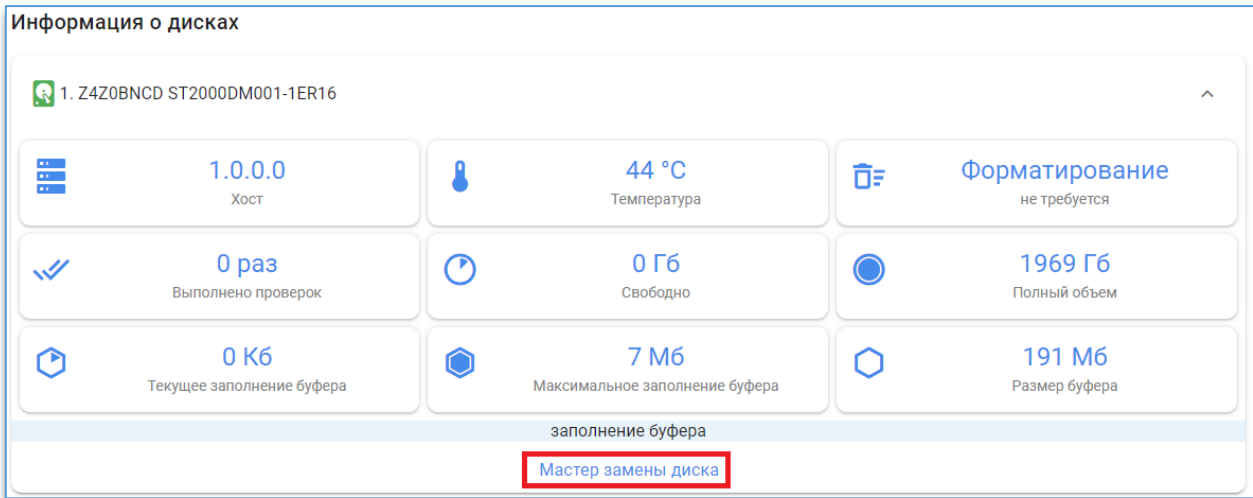 Информация о дисках
1. Z4Z0BNCD ST2000DM001-1ER16
1.0.0.0
Хост
44 °C
Температура
Форматирование
не требуется
0 раз
Выполнено проверок
0 Гб
Свободно
1969 Гб
Полный объем
0 Кб
Текущее заполнение буфера
7 Мб
Максимальное заполнение буфера
191 Мб
Размер буфера
заполнение буфера
Мастер замены диска